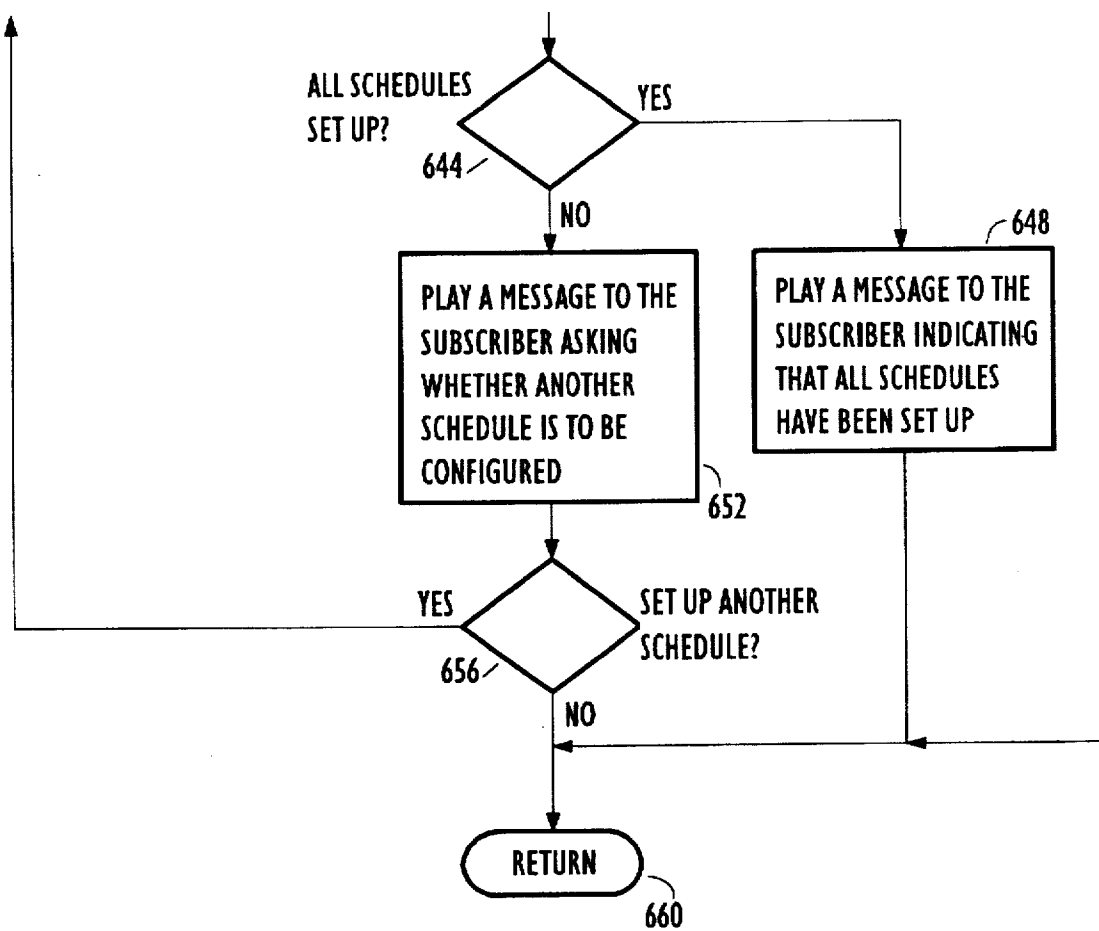 ALL SCHEDULES
SET UP?
YES
644
NO
648
PLAY A MESSAGE TO THE
SUBSCRIBER ASKING
WHETHER ANOTHER
SCHEDULE IS TO BE
CONFIGURED
PLAY A MESSAGE TO THE
SUBSCRIBER INDICATING
THAT ALL SCHEDULES
HAVE BEEN SET UP
652
YES
SET UP ANOTHER
SCHEDULE?
656
NO
RETURN
660